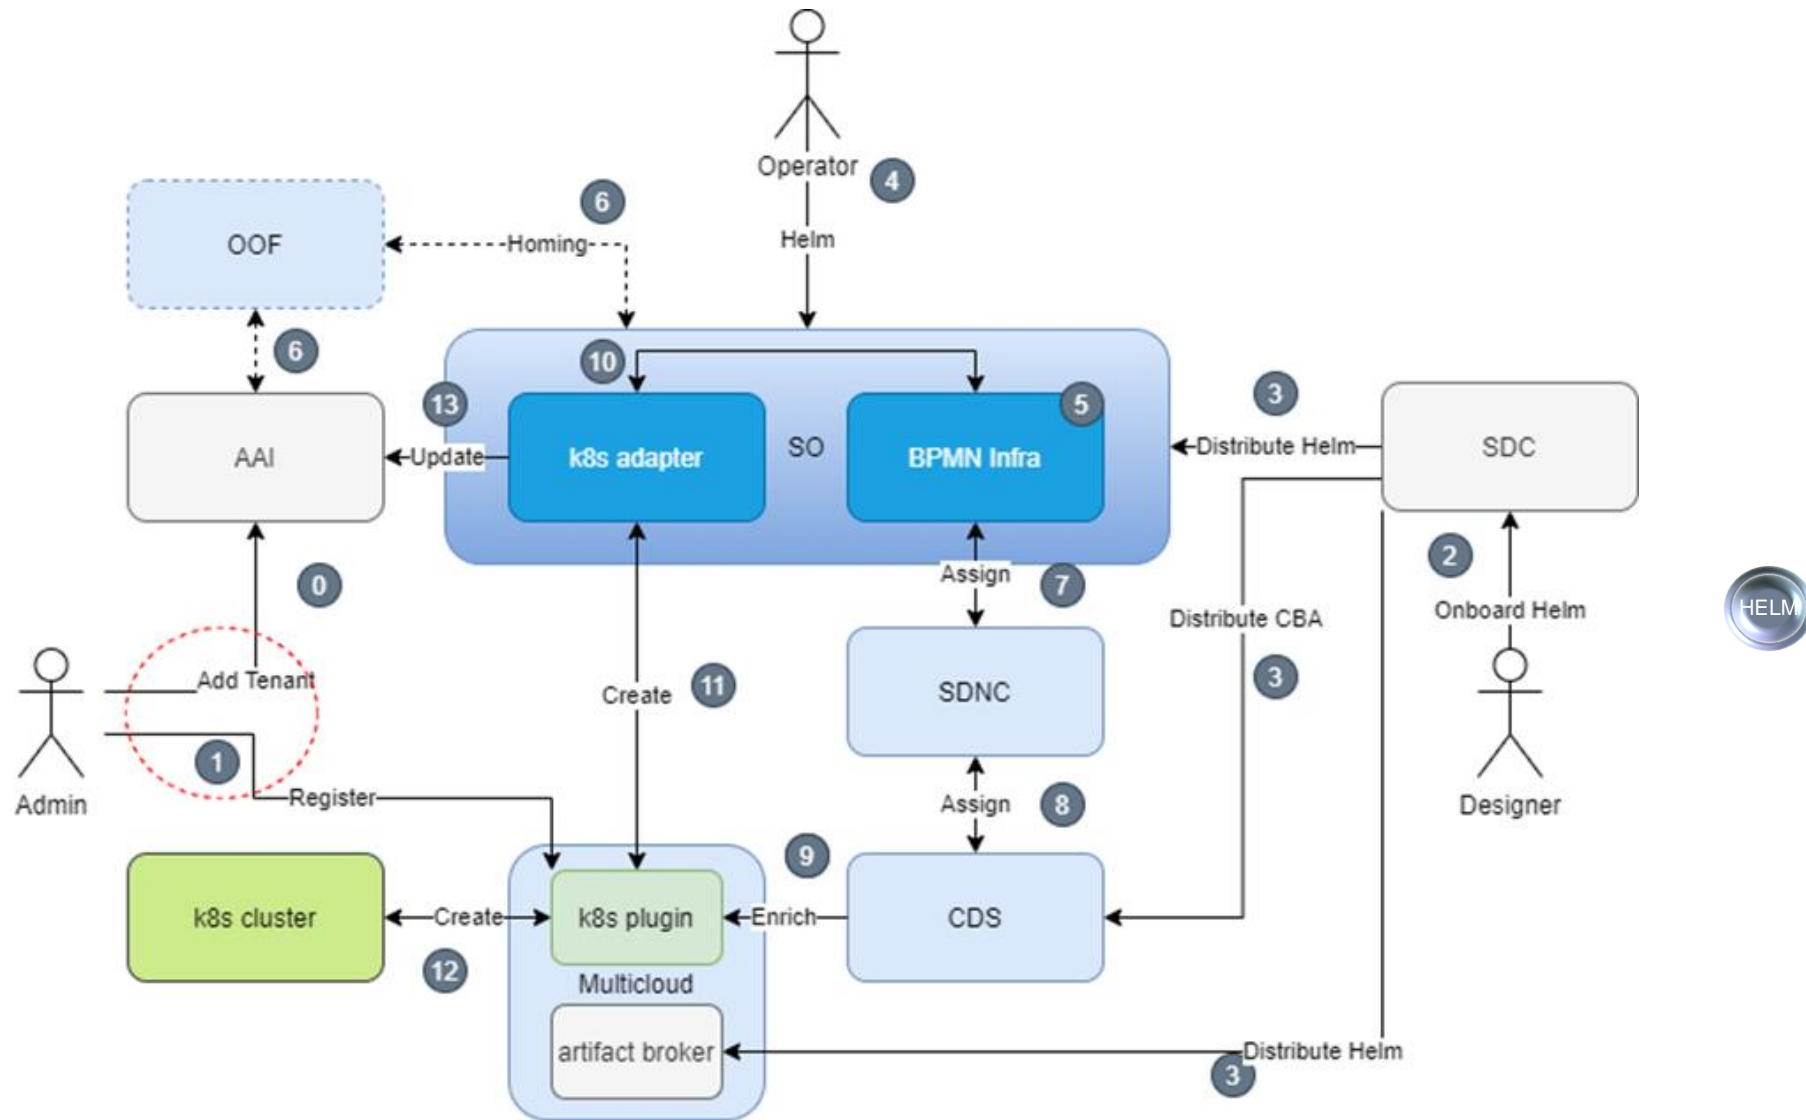 Operator
4
6
Helm
OOF
Homing
6
10
3
13
5
AAI
Update
k8s adapter
SO
BPMN Infra
Distribute Helm
SDC
2
Assign
7
0
Onboard Helm
HELM
Distribute CBA
Add Tenant
Create
11
SDNC
3
1
Admin
Register
Assign
8
Designer
9
k8s cluster
Create
k8s plugin
Enrich
CDS
12
Multicloud
artifact broker
Distribute Helm
3